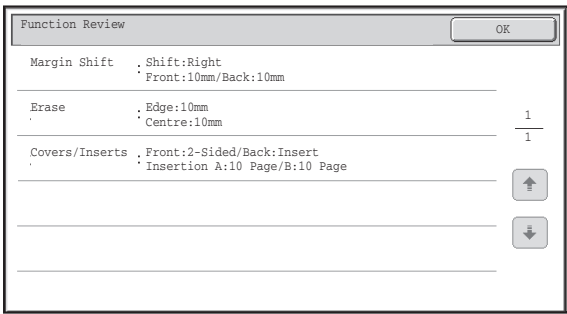 Function Review
OK
Margin Shift : Shift:Right
Front:10mm/Back:10mm
Erase : Edge:10mm
Centre:10mm
Covers/Inserts : Front:2-Sided/Back:Insert
Insertion A:10 Page/B:10 Page
1
1